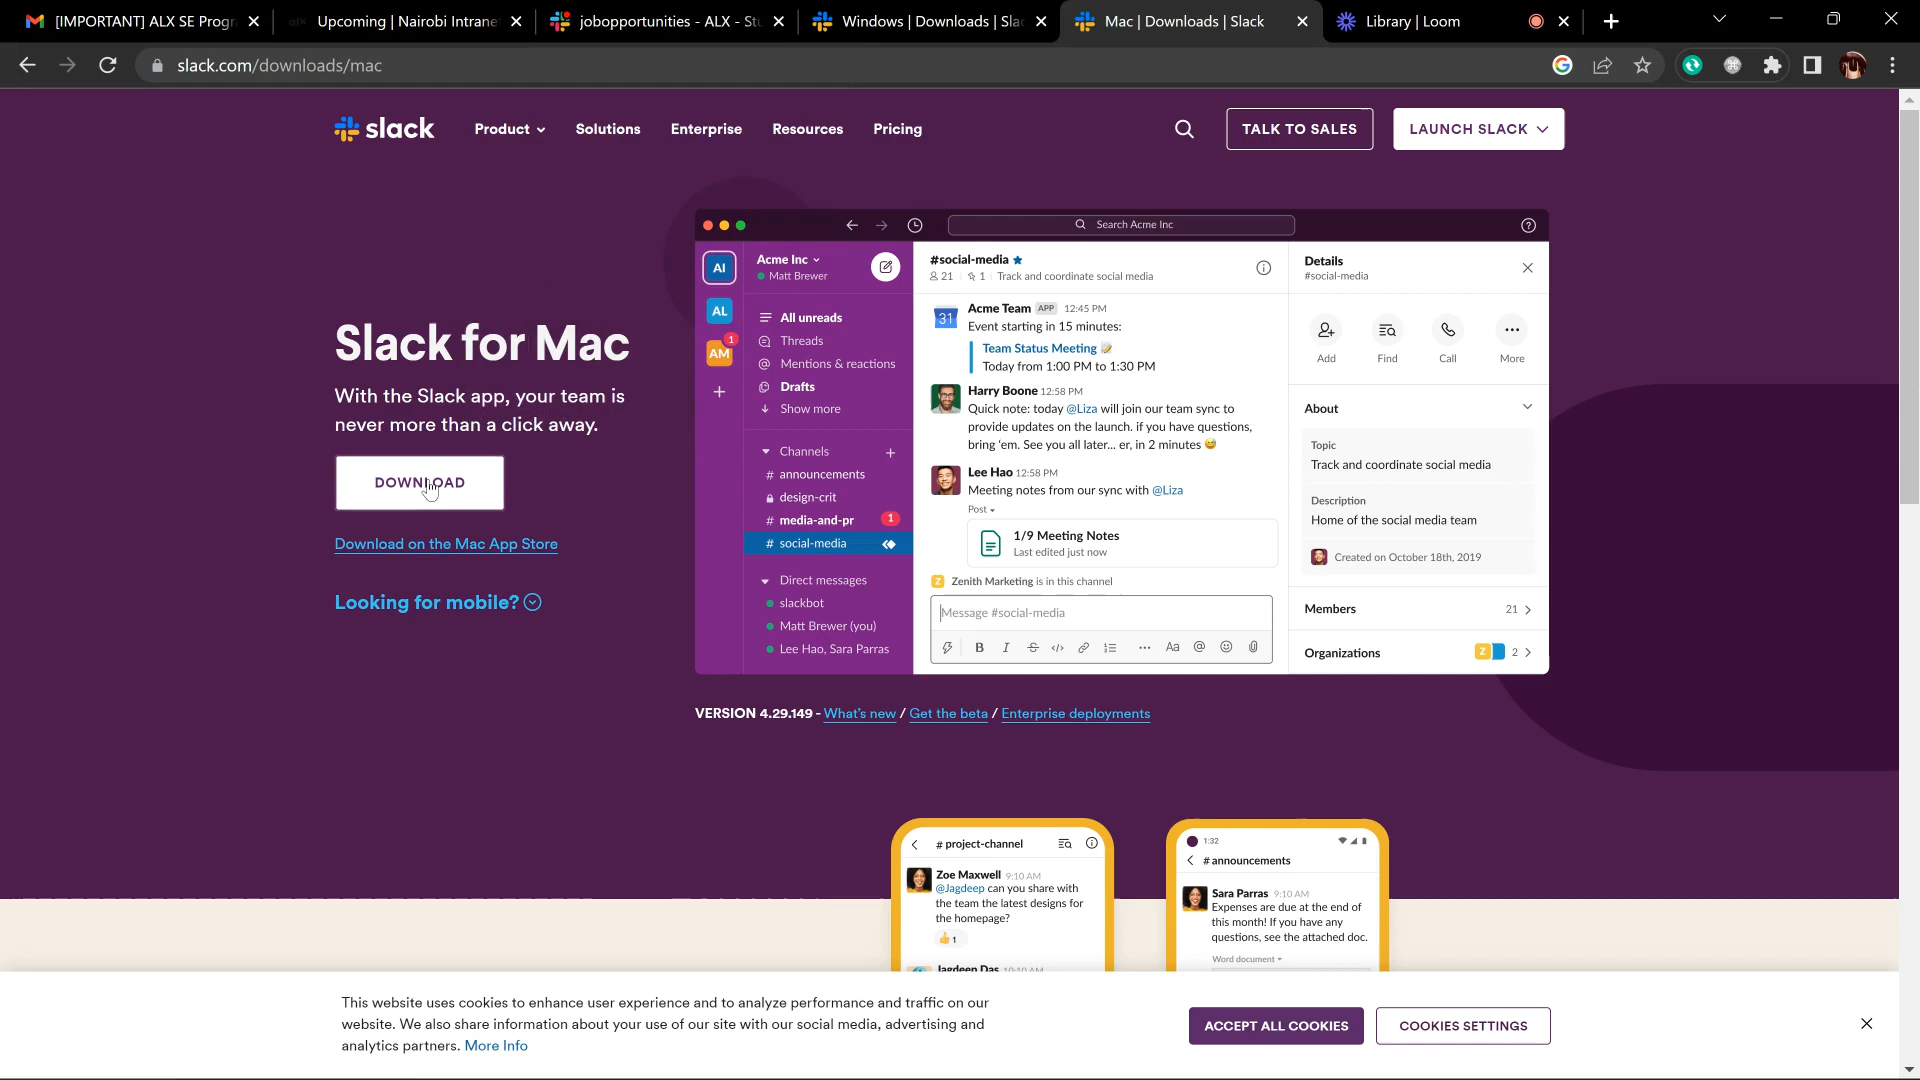 [IMPORTANT] ALX SE Progr
Upcoming | Nairobi Intrane
jobopportunities - ALX - Stu
Windows | Downloads | Slac
Mac | Downloads | Slack
Library | Loom
slack.com/downloads/mac
slack
Product
Solutions
Enterprise
Resources
Pricing
TALK TO SALES
LAUNCH SLACK
Slack for Mac
With the Slack app, your team is
never more than a click away.
DOWNLOAD
Download on the Mac App Store
Looking for mobile?
Search Acme Inc
AI
AL
AM
1
Acme Inc
Matt Brewer
All unreads
Threads
Mentions & reactions
Drafts
Show more
Channels
# announcements
design-crit
# media-and-pr 1
# social-media
Direct messages
slackbot
Matt Brewer (you)
Lee Hao, Sara Parras
#social-media
21 | 1 | Track and coordinate social media
31
Acme Team APP 12:45 PM
Event starting in 15 minutes:
Team Status Meeting
Today from 1:00 PM to 1:30 PM
Harry Boone 12:58 PM
Quick note: today @Liza will join our team sync to
provide updates on the launch. if you have questions,
bring 'em. See you all later... er, in 2 minutes 😅
Lee Hao 12:58 PM
Meeting notes from our sync with @Liza
Post
1/9 Meeting Notes
Last edited just now
Z Zenith Marketing is in this channel
Message #social-media
B I S </> Aa @
Details
#social-media
Add
Find
Call
More
About
Topic
Track and coordinate social media
Description
Home of the social media team
Created on October 18th, 2019
Members 21
Organizations Z 2
VERSION 4.29.149 - What's new / Get the beta / Enterprise deployments
# project-channel
Zoe Maxwell 9:10 AM
@Jagdeep can you share with
the team the latest designs for
the homepage?
👍 1
Jagdeep Das 10:10 AM
1:32
# announcements
Sara Parras 9:10 AM
Expenses are due at the end of
this month! If you have any
questions, see the attached doc.
Word document
This website uses cookies to enhance user experience and to analyze performance and traffic on our
website. We also share information about your use of our site with our social media, advertising and
analytics partners. More Info
ACCEPT ALL COOKIES
COOKIES SETTINGS